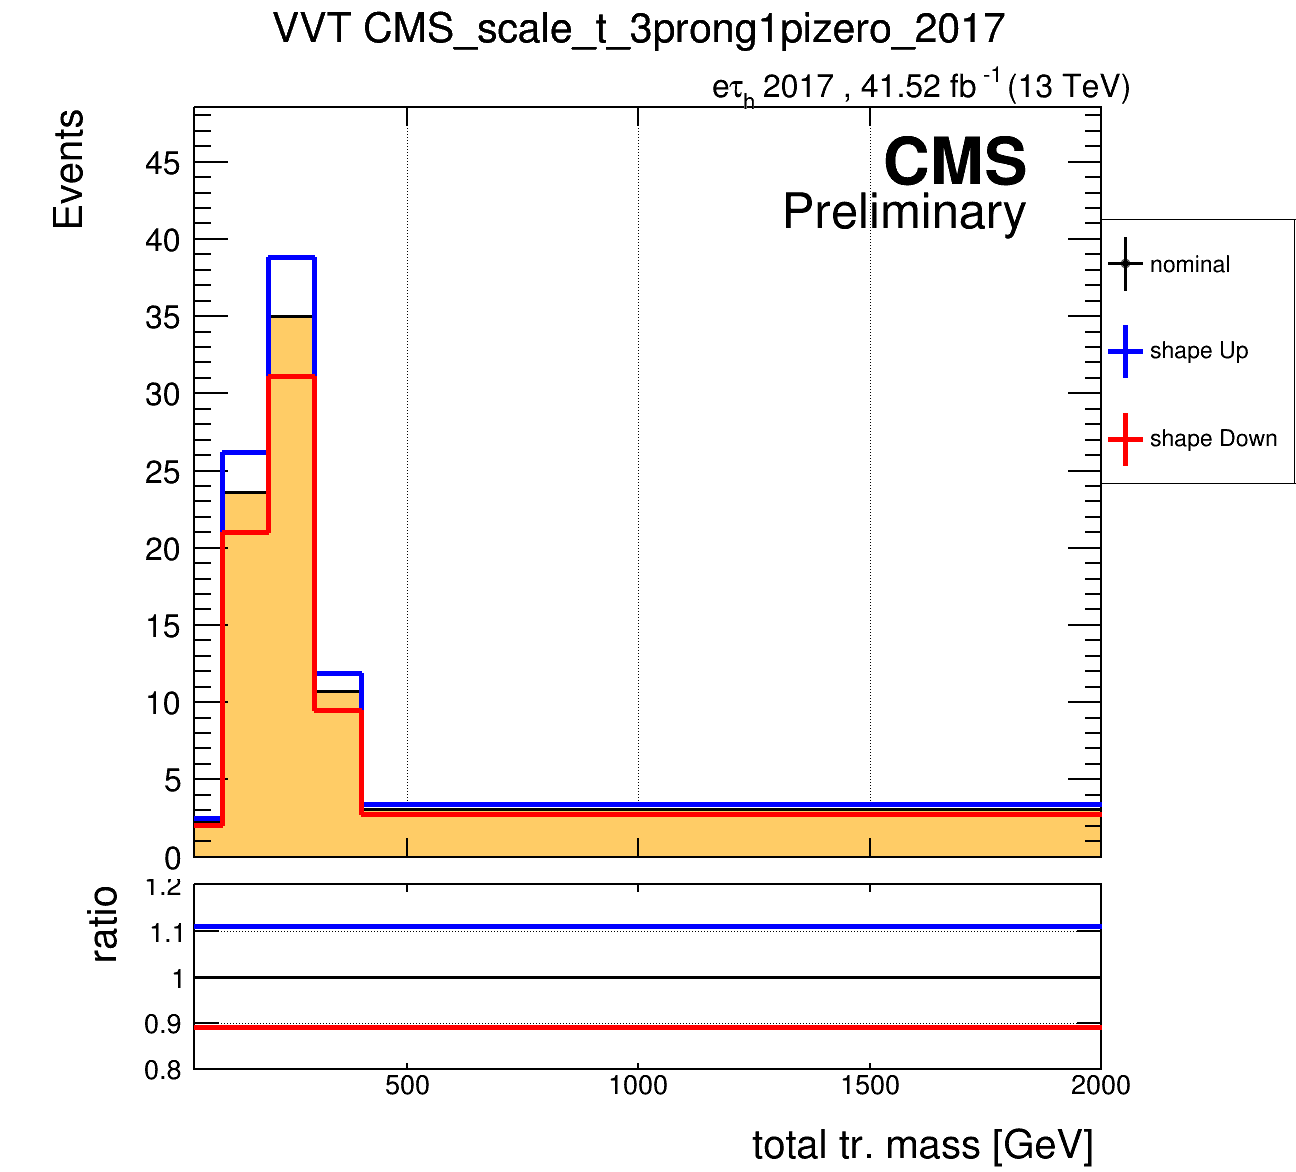 VVT CMS_scale_t_3prong1pizero_2017
eτh 2017 , 41.52 fb-1 (13 TeV)
Events
CMS
Preliminary
45
40
35
30
25
20
15
10
5
0
nominal
shape Up
shape Down
ratio
1.2
1.1
1
0.9
0.8
500 1000 1500 2000
total tr. mass [GeV]